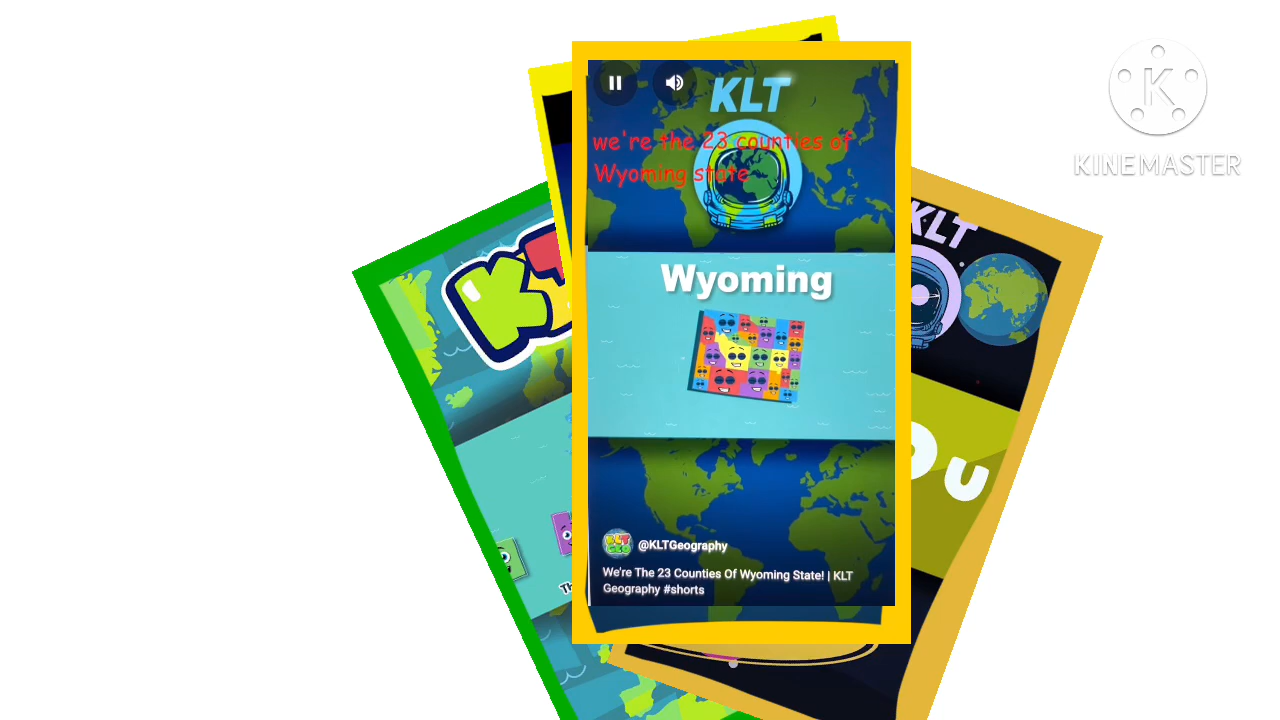 KLT
we're the 23 counties of
Wyoming state
Wyoming
@KLTGeography
We're The 23 Counties Of Wyoming State! | KLT
Geography #shorts
KLT
KINEMASTER